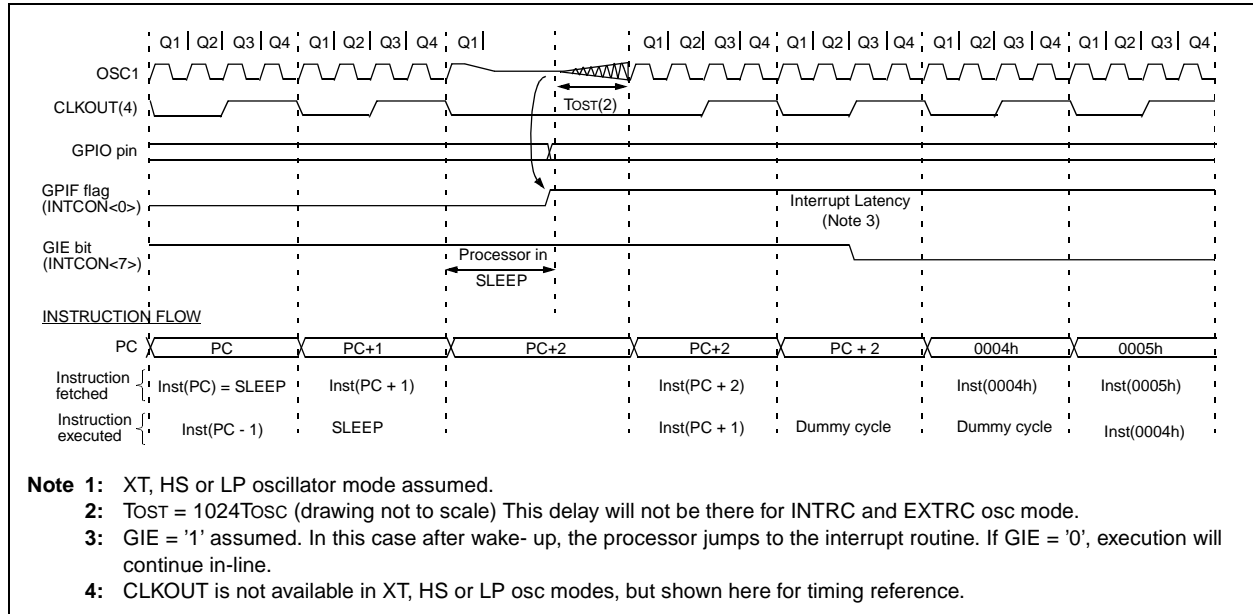 Q1 Q2 Q3 Q4 Q1 Q2 Q3 Q4 Q1 Q1 Q2 Q3 Q4 Q1 Q2 Q3 Q4 Q1 Q2 Q3 Q4 Q1 Q2 Q3 Q4
OSC1
TOST(2)
CLKOUT(4)
GPIO pin
GPIF flag
(INTCON<0>)
Interrupt Latency
(Note 3)
GIE bit
(INTCON<7>)
Processor in
SLEEP
INSTRUCTION FLOW
PC PC PC+1 PC+2 PC+2 PC + 2 0004h 0005h
Instruction
fetched
Inst(PC) = SLEEP Inst(PC + 1) Inst(PC + 2) Inst(0004h) Inst(0005h)
Instruction
executed
Inst(PC - 1) SLEEP Inst(PC + 1) Dummy cycle Dummy cycle Inst(0004h)
Note 1: XT, HS or LP oscillator mode assumed.
2: TOST = 1024TOSC (drawing not to scale) This delay will not be there for INTRC and EXTRC osc mode.
3: GIE = '1' assumed. In this case after wake- up, the processor jumps to the interrupt routine. If GIE = '0', execution will
continue in-line.
4: CLKOUT is not available in XT, HS or LP osc modes, but shown here for timing reference.